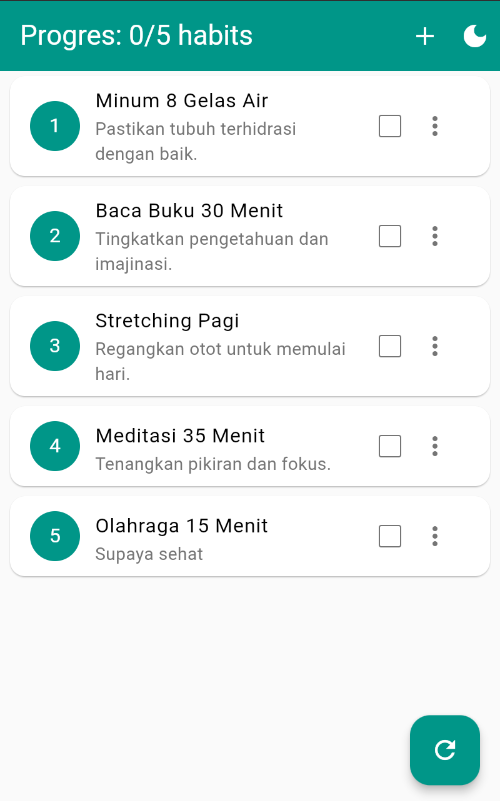 Progres: 0/5 habits
1
Minum 8 Gelas Air
Pastikan tubuh terhidrasi
dengan baik.
2
Baca Buku 30 Menit
Tingkatkan pengetahuan dan
imajinasi.
3
Stretching Pagi
Regangkan otot untuk memulai
hari.
4
Meditasi 35 Menit
Tenangkan pikiran dan fokus.
5
Olahraga 15 Menit
Supaya sehat